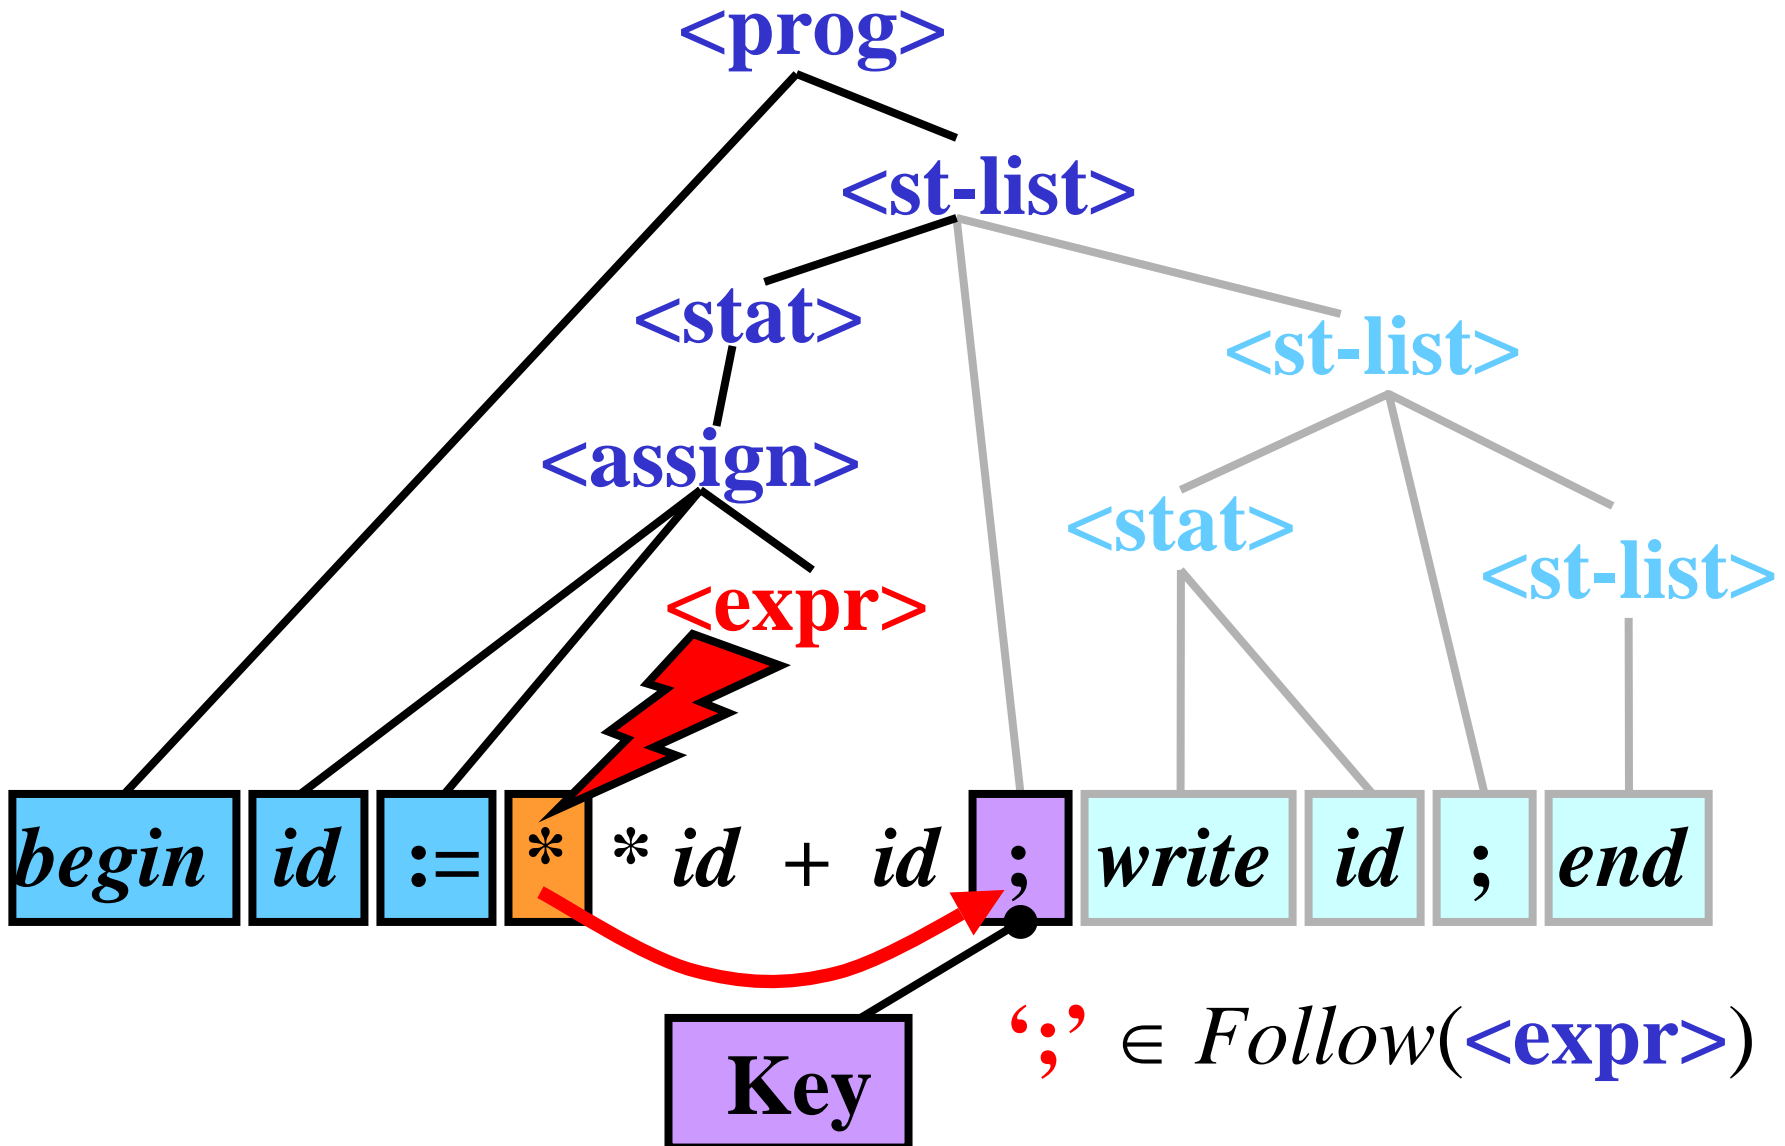 <prog>
<st-list>
<stat>
<st-list>
<assign>
<stat>
<st-list>
<expr>
begin id := * * id + id ; write id ; end
‘;’ ∈ Follow(<expr>)
Key